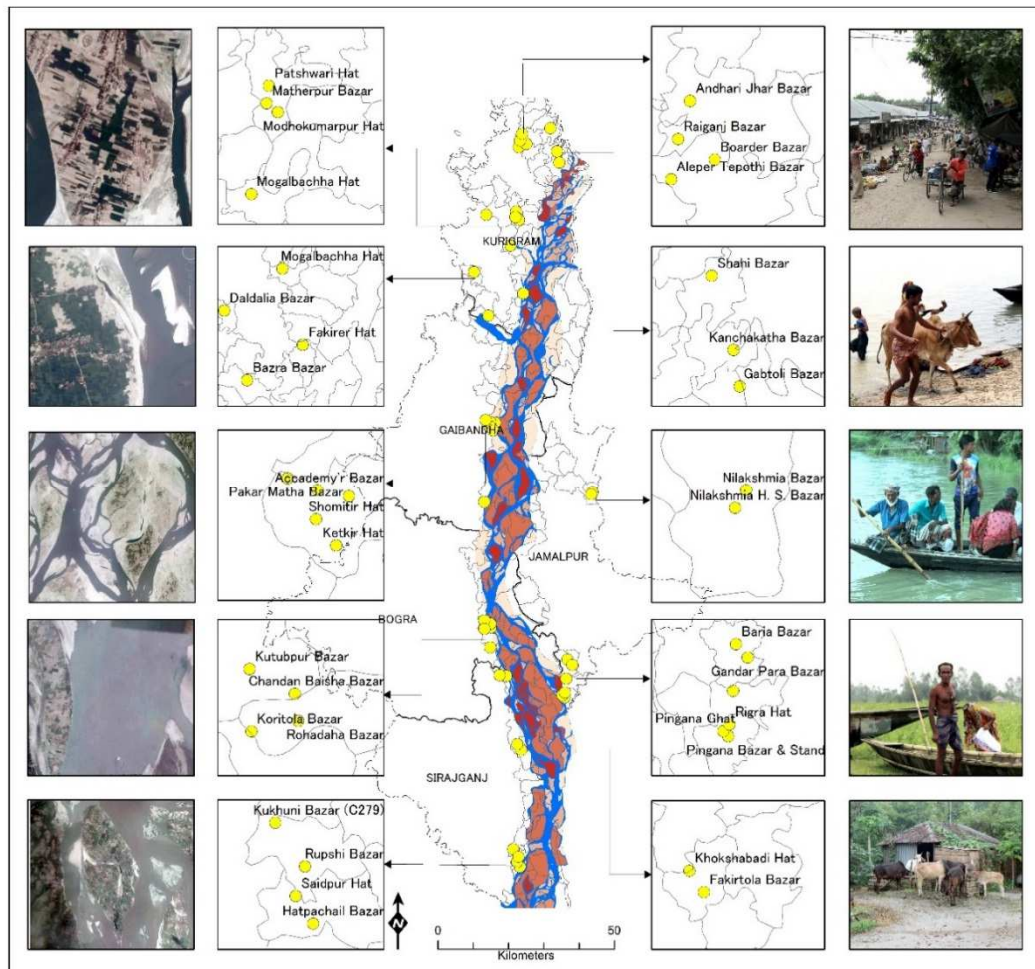 Patshwari Hat
Matherpur Bazar
Modhokumarpur Hat
Mogalbachha Hat
Mogalbachha Hat
Daldalia Bazar
Fakirer Hat
Bazra Bazar
Accademy'r Bazar
Pakar Matha Bazar
Shomitir Hat
Ketkir Hat
Kutubpur Bazar
Chandan Baisha Bazar
Koritola Bazar
Rohadaha Bazar
Kukhuni Bazar (C279)
Rupshi Bazar
Saidpur Hat
Hatpachail Bazar
KURIGRAM
GAIBANDHA
JAMALPUR
BOGRA
SIRAJGANJ
N
0 50
Kilometers
Andhari Jhar Bazar
Raiganj Bazar
Boarder Bazar
Aleper Tepothi Bazar
Shahi Bazar
Kanchakatha Bazar
Gabtoli Bazar
Nilakshmia Bazar
Nilakshmia H. S. Bazar
Baria Bazar
Gandar Para Bazar
Rigra Hat
Pingana Ghat
Pingana Bazar & Stand
Khokshabadi Hat
Fakirtola Bazar